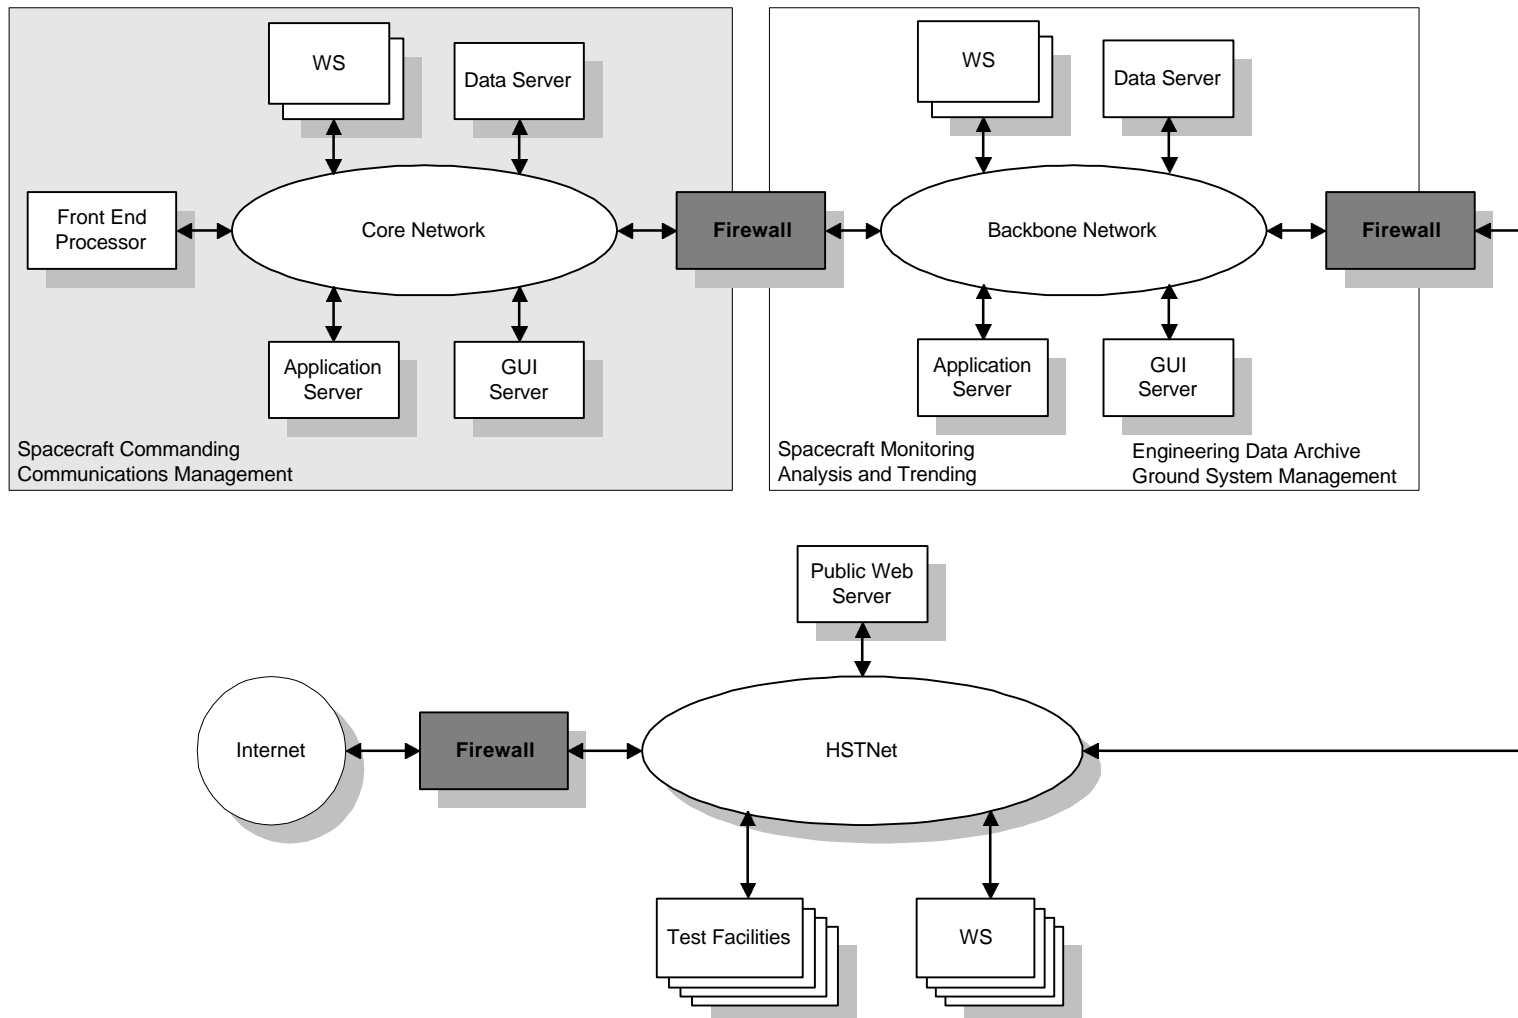 WS
Data Server
Front End
Processor
Core Network
Firewall
Application
Server
GUI
Server
Spacecraft Commanding
Communications Management
WS
Data Server
Backbone Network
Firewall
Application
Server
GUI
Server
Spacecraft Monitoring
Analysis and Trending
Engineering Data Archive
Ground System Management
Public Web
Server
Internet
Firewall
HSTNet
Test Facilities
WS